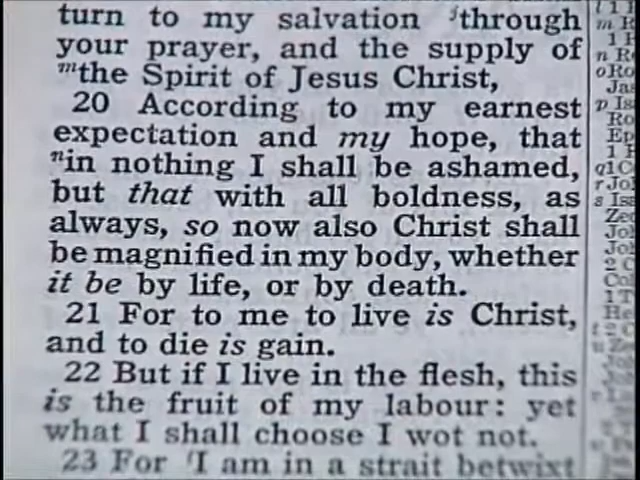 turn to my salvation through
your prayer, and the supply of
m the Spirit of Jesus Christ,
20 According to my earnest
expectation and my hope, that
n in nothing I shall be ashamed,
but that with all boldness, as
always, so now also Christ shall
be magnified in my body, whether
it be by life, or by death.
21 For to me to live is Christ,
and to die is gain.
22 But if I live in the flesh, this
is the fruit of my labour: yet
what I shall choose I wot not.
23 For I am in a strait betwixt